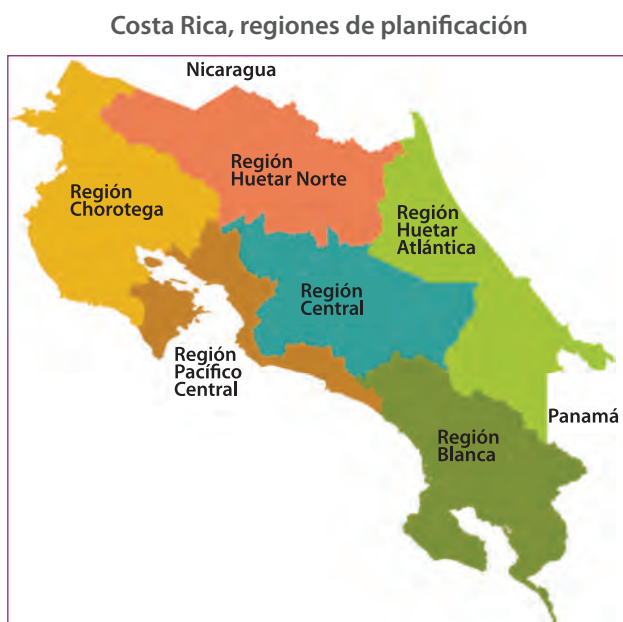 Costa Rica, regiones de planificación
Nicaragua
Región
Huetar Norte
Región
Chorotega
Región
Huetar
Atlántica
Región
Central
Región
Pacífico
Central
Panamá
Región
Blanca